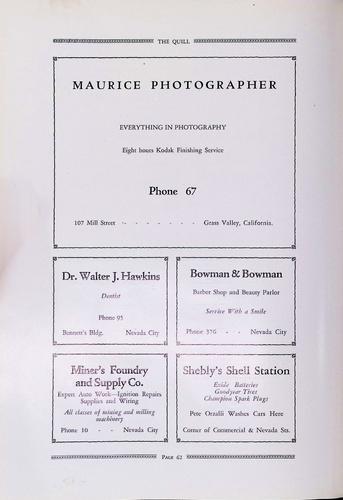 THE QUILL
MAURICE PHOTOGRAPHER
EVERYTHING IN PHOTOGRAPHY
Eight hours Kodak Finishing Service
Phone 67
107 Mill Street - - - - - - - Grass Valley, California.
Dr. Walter J. Hawkins
Dentist
Phone 95
Bennett's Bldg. Nevada City
Bowman & Bowman
Barber Shop and Beauty Parlor
Service With a Smile
Phone 376 - - Nevada City
Miner's Foundry
and Supply Co.
Expert Auto Work—Ignition Repairs
Supplies and Wiring
All classes of mining and milling
machinery
Phone 10 - - Nevada City
Shebly's Shell Station
Exide Batteries
Goodyear Tires
Champion Spark Plugs
Pete Orzalli Washes Cars Here
Corner of Commercial & Nevada Sts.
PAGE 62